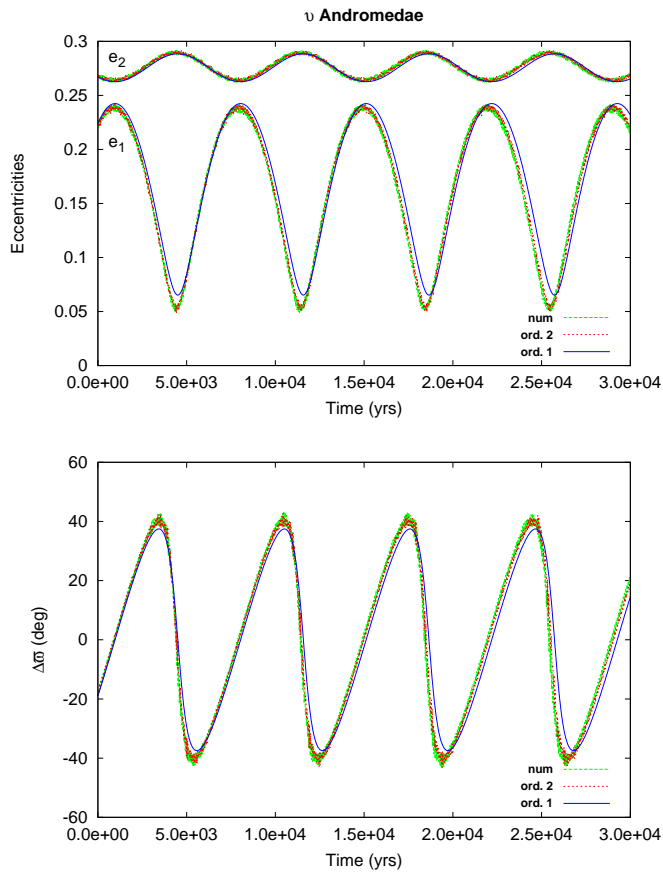 υ Andromedae
0.3
0.25
0.2
0.15
0.1
0.05
0
Eccentricities
e2
e1
num
ord. 2
ord. 1
0.0e+00 5.0e+03 1.0e+04 1.5e+04 2.0e+04 2.5e+04 3.0e+04
Time (yrs)
60
40
20
0
-20
-40
-60
Δϖ (deg)
num
ord. 2
ord. 1
0.0e+00 5.0e+03 1.0e+04 1.5e+04 2.0e+04 2.5e+04 3.0e+04
Time (yrs)